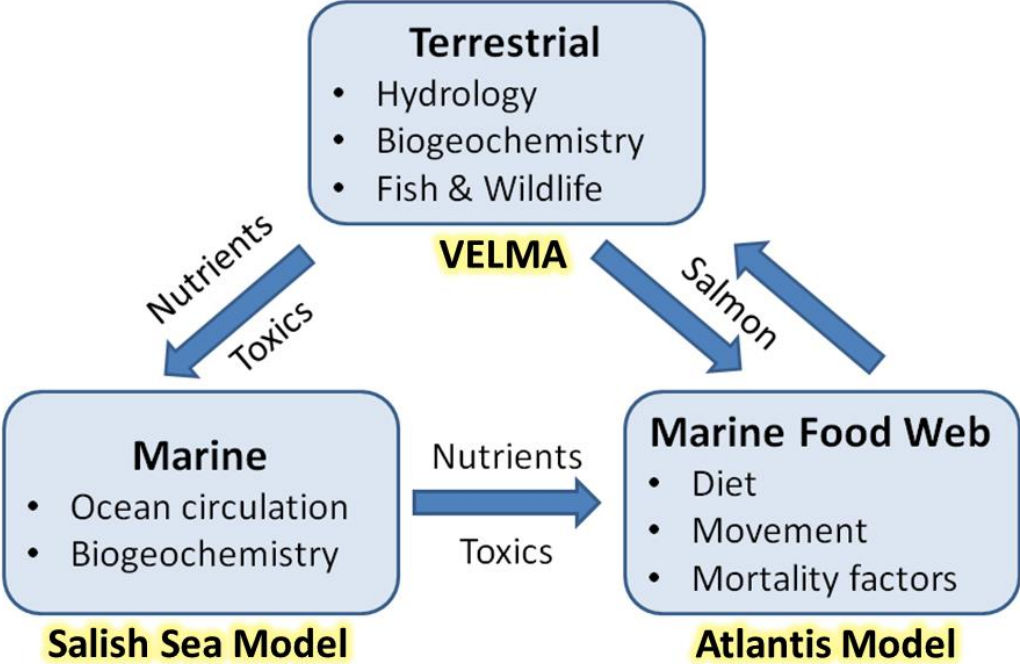 Terrestrial
• Hydrology
• Biogeochemistry
• Fish & Wildlife
VELMA
Nutrients
Toxics
Salmon
Marine
• Ocean circulation
• Biogeochemistry
Salish Sea Model
Nutrients
Toxics
Marine Food Web
• Diet
• Movement
• Mortality factors
Atlantis Model